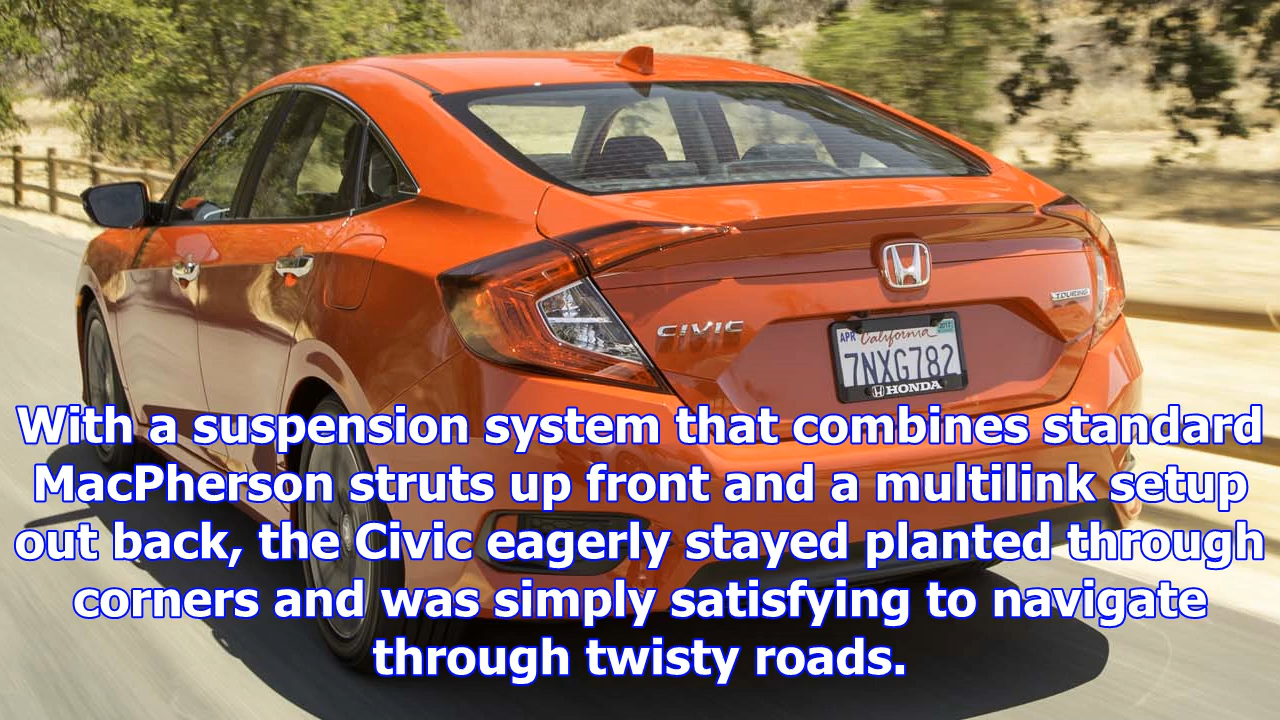 CIVIC
TOURING
APR California 2017
7NXG782
HONDA
With a suspension system that combines standard
MacPherson struts up front and a multilink setup
out back, the Civic eagerly stayed planted through
corners and was simply satisfying to navigate
through twisty roads.